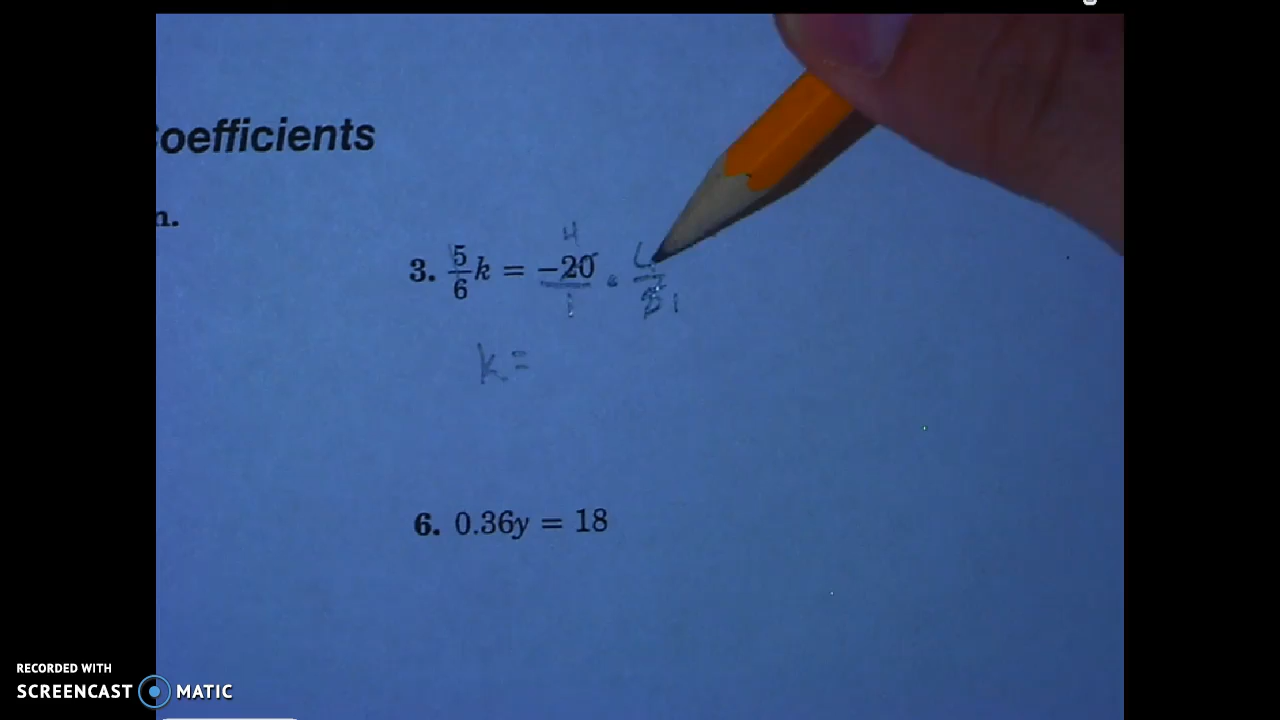 oefficients
n.
4
3. 5/6 k = -20/1 · 6/5 1
k =
6. 0.36y = 18
RECORDED WITH
SCREENCAST MATIC